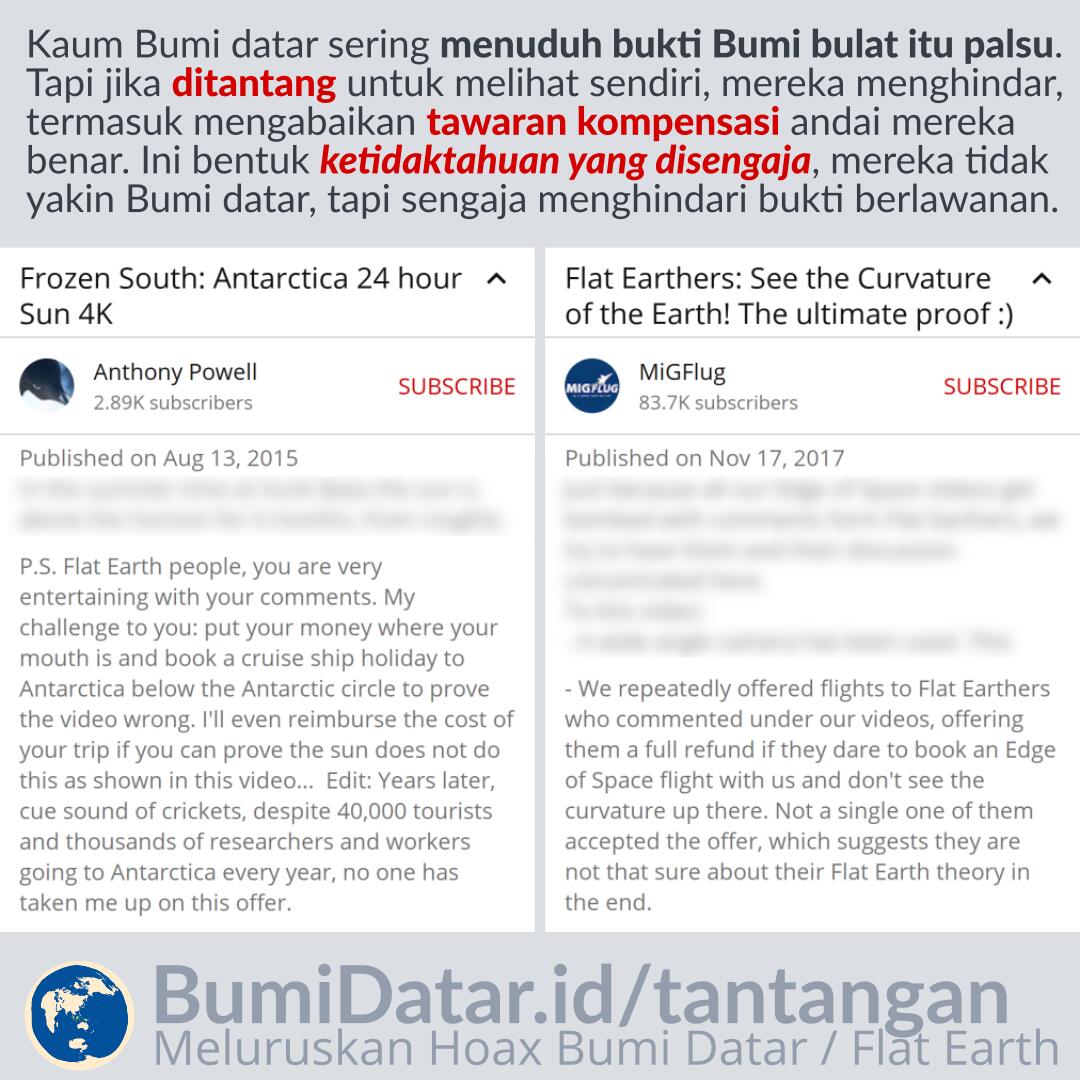 Kaum Bumi datar sering menuduh bukti Bumi bulat itu palsu.
Tapi jika ditantang untuk melihat sendiri, mereka menghindar,
termasuk mengabaikan tawaran kompensasi andai mereka
benar. Ini bentuk ketidaktahuan yang disengaja, mereka tidak
yakin Bumi datar, tapi sengaja menghindari bukti berlawanan.
Frozen South: Antarctica 24 hour
Sun 4K
Anthony Powell
2.89K subscribers
SUBSCRIBE
Published on Aug 13, 2015
P.S. Flat Earth people, you are very
entertaining with your comments. My
challenge to you: put your money where your
mouth is and book a cruise ship holiday to
Antarctica below the Antarctic circle to prove
the video wrong. I'll even reimburse the cost of
your trip if you can prove the sun does not do
this as shown in this video... Edit: Years later,
cue sound of crickets, despite 40,000 tourists
and thousands of researchers and workers
going to Antarctica every year, no one has
taken me up on this offer.
Flat Earthers: See the Curvature
of the Earth! The ultimate proof :)
MIGFLUG
MiGFlug
83.7K subscribers
SUBSCRIBE
Published on Nov 17, 2017
- We repeatedly offered flights to Flat Earthers
who commented under our videos, offering
them a full refund if they dare to book an Edge
of Space flight with us and don't see the
curvature up there. Not a single one of them
accepted the offer, which suggests they are
not that sure about their Flat Earth theory in
the end.
BumiDatar.id/tantangan
Meluruskan Hoax Bumi Datar / Flat Earth